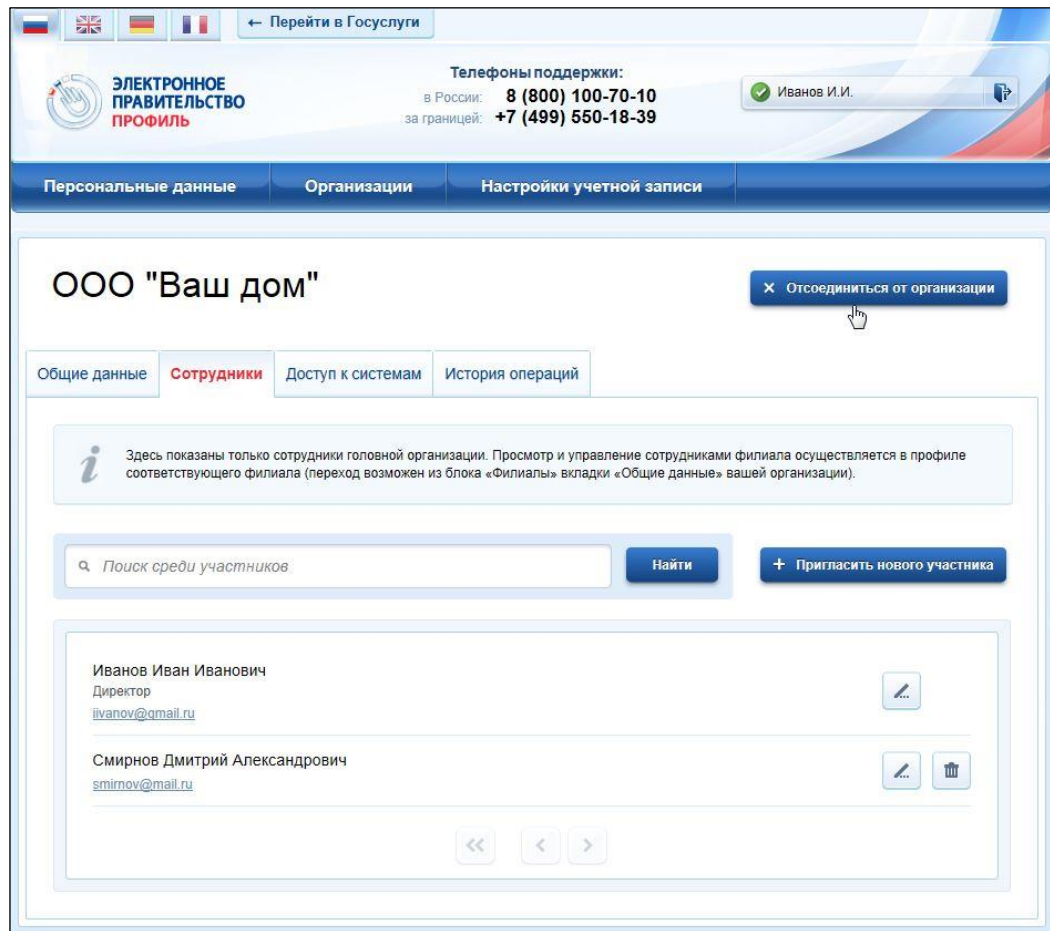 ← Перейти в Госуслуги
ЭЛЕКТРОННОЕ
ПРАВИТЕЛЬСТВО
ПРОФИЛЬ
Телефоны поддержки:
в России: 8 (800) 100-70-10
за границей: +7 (499) 550-18-39
Иванов И.И.
Персональные данные Организации Настройки учетной записи
ООО "Ваш дом"
× Отсоединиться от организации
Общие данные Сотрудники Доступ к системам История операций
Здесь показаны только сотрудники головной организации. Просмотр и управление сотрудниками филиала осуществляется в профиле
соответствующего филиала (переход возможен из блока «Филиалы» вкладки «Общие данные» вашей организации).
Поиск среди участников Найти + Пригласить нового участника
Иванов Иван Иванович
Директор
iivanov@gmail.ru
Смирнов Дмитрий Александрович
smirnov@mail.ru